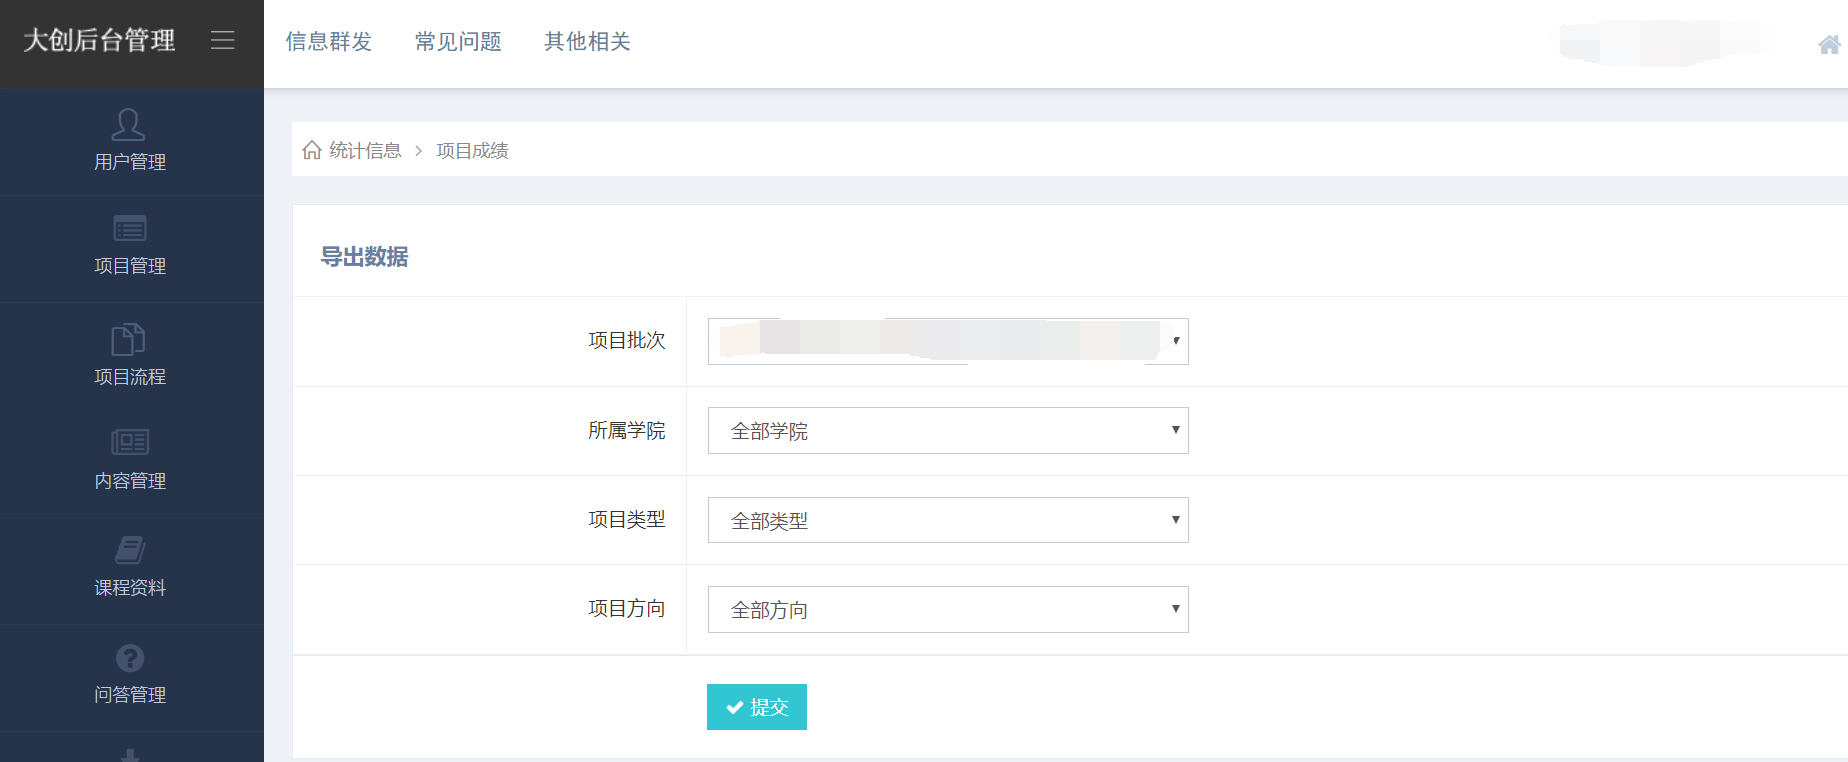 大创后台管理
信息群发 常见问题 其他相关
用户管理
项目管理
项目流程
内容管理
课程资料
问答管理
统计信息 > 项目成绩
导出数据
项目批次
所属学院 全部学院
项目类型 全部类型
项目方向 全部方向
提交